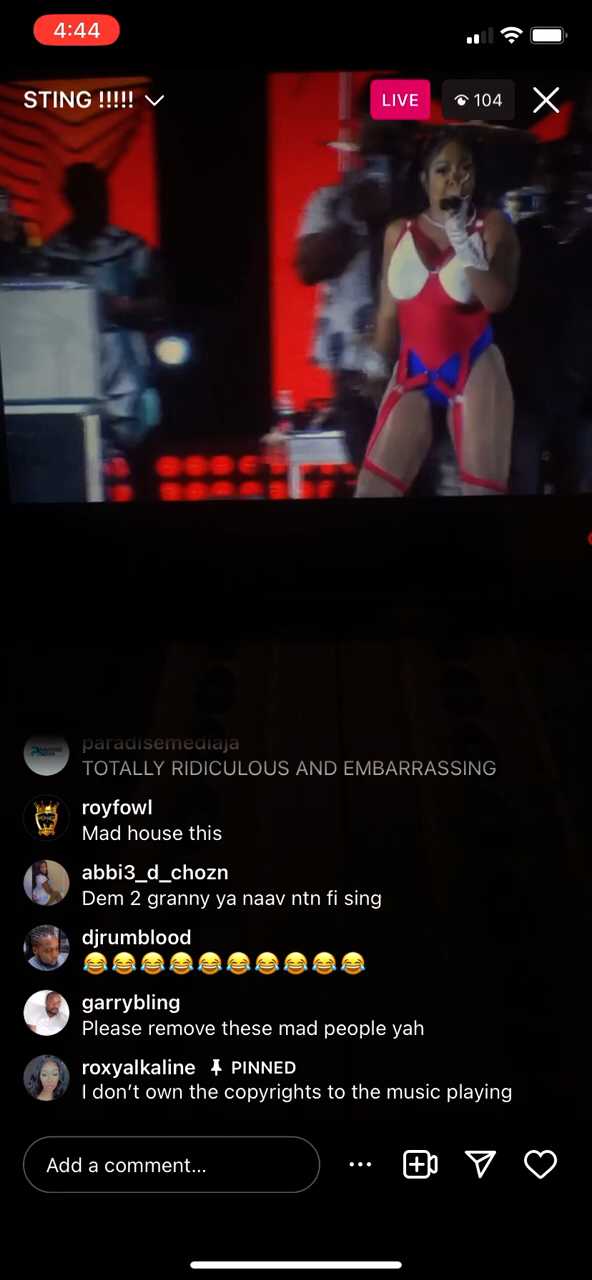 4:44
STING !!!!!
LIVE
104
paradisemediaja
TOTALLY RIDICULOUS AND EMBARRASSING
royfowl
Mad house this
abbi3_d_chozn
Dem 2 granny ya naav ntn fi sing
djrumblood
😂😂😂😂😂😂😂😂😂😂
garrybling
Please remove these mad people yah
roxyalkaline PINNED
I don’t own the copyrights to the music playing
Add a comment...